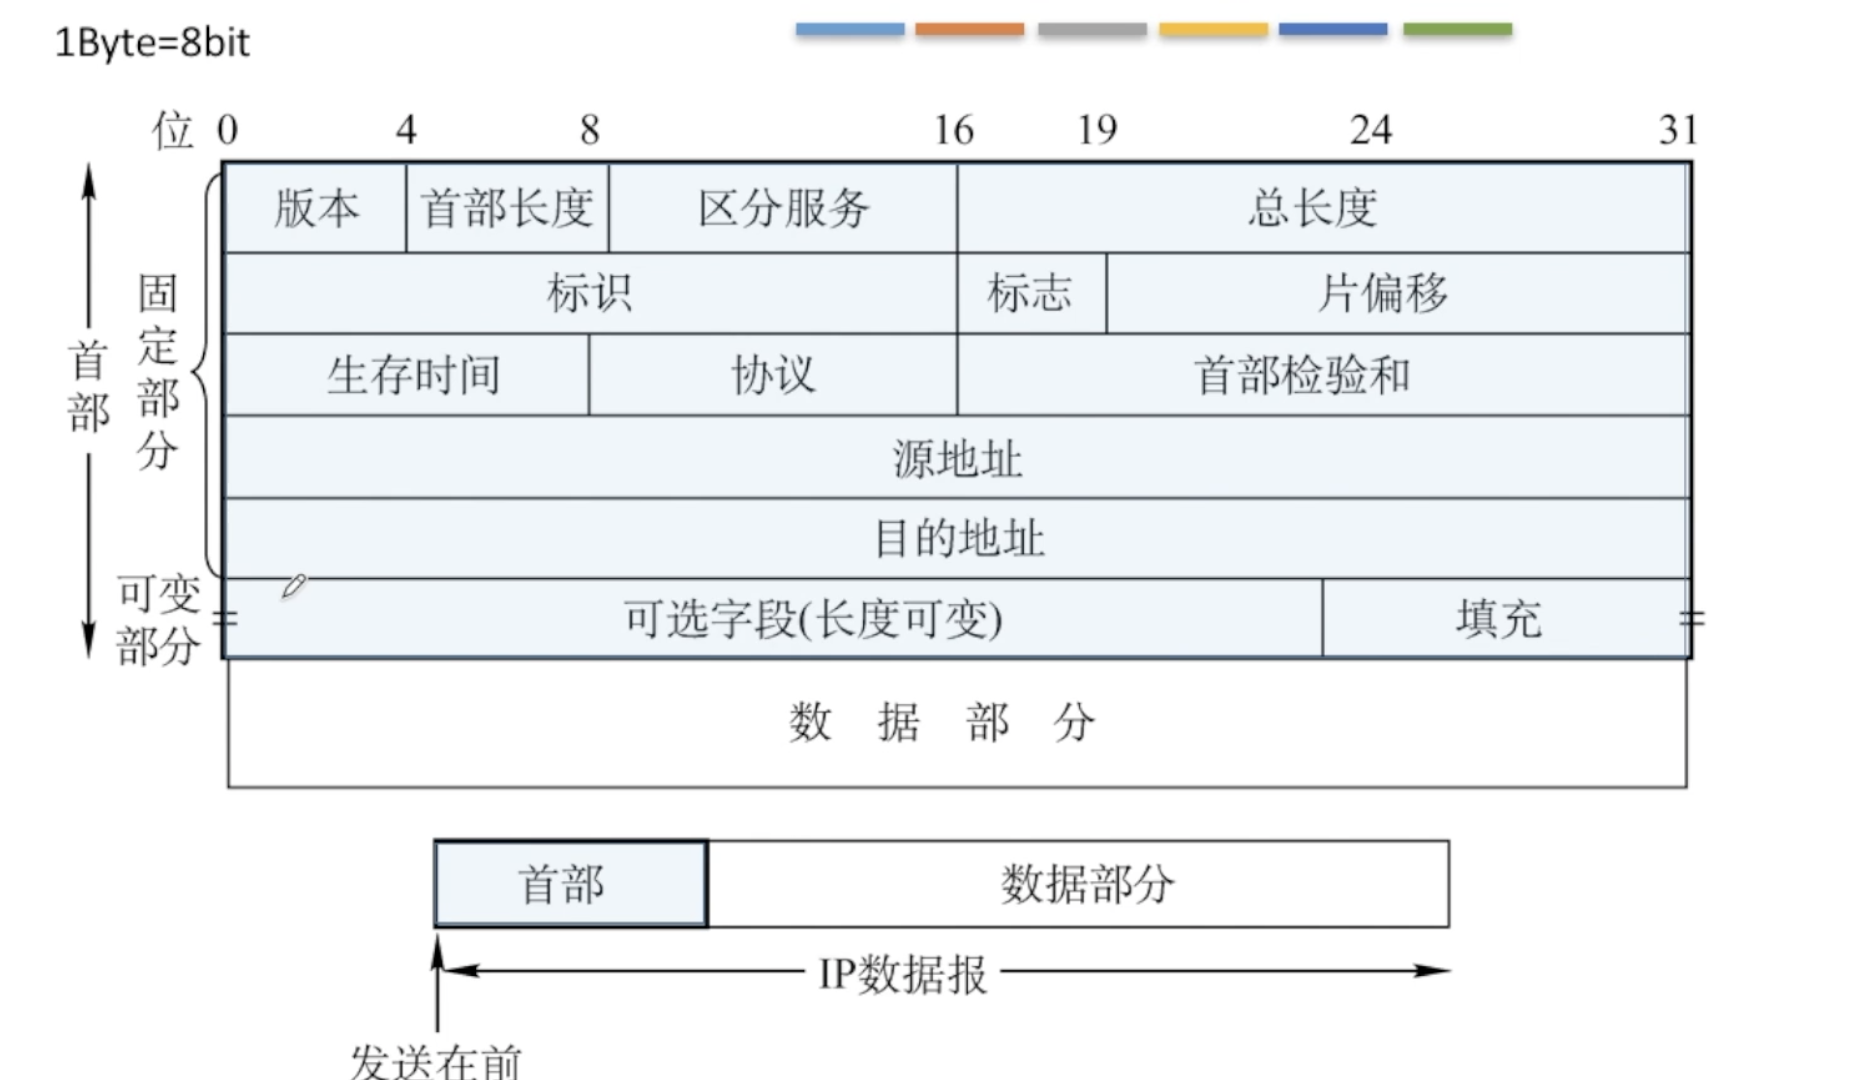 1Byte=8bit
位 0 4 8 16 19 24 31
版本 首部长度 区分服务 总长度
标识 标志 片偏移
生存时间 协议 首部检验和
源地址
目的地址
可选字段(长度可变) 填充
首部
固定部分
可变
部分
数 据 部 分
首部 数据部分
IP数据报
发送在前